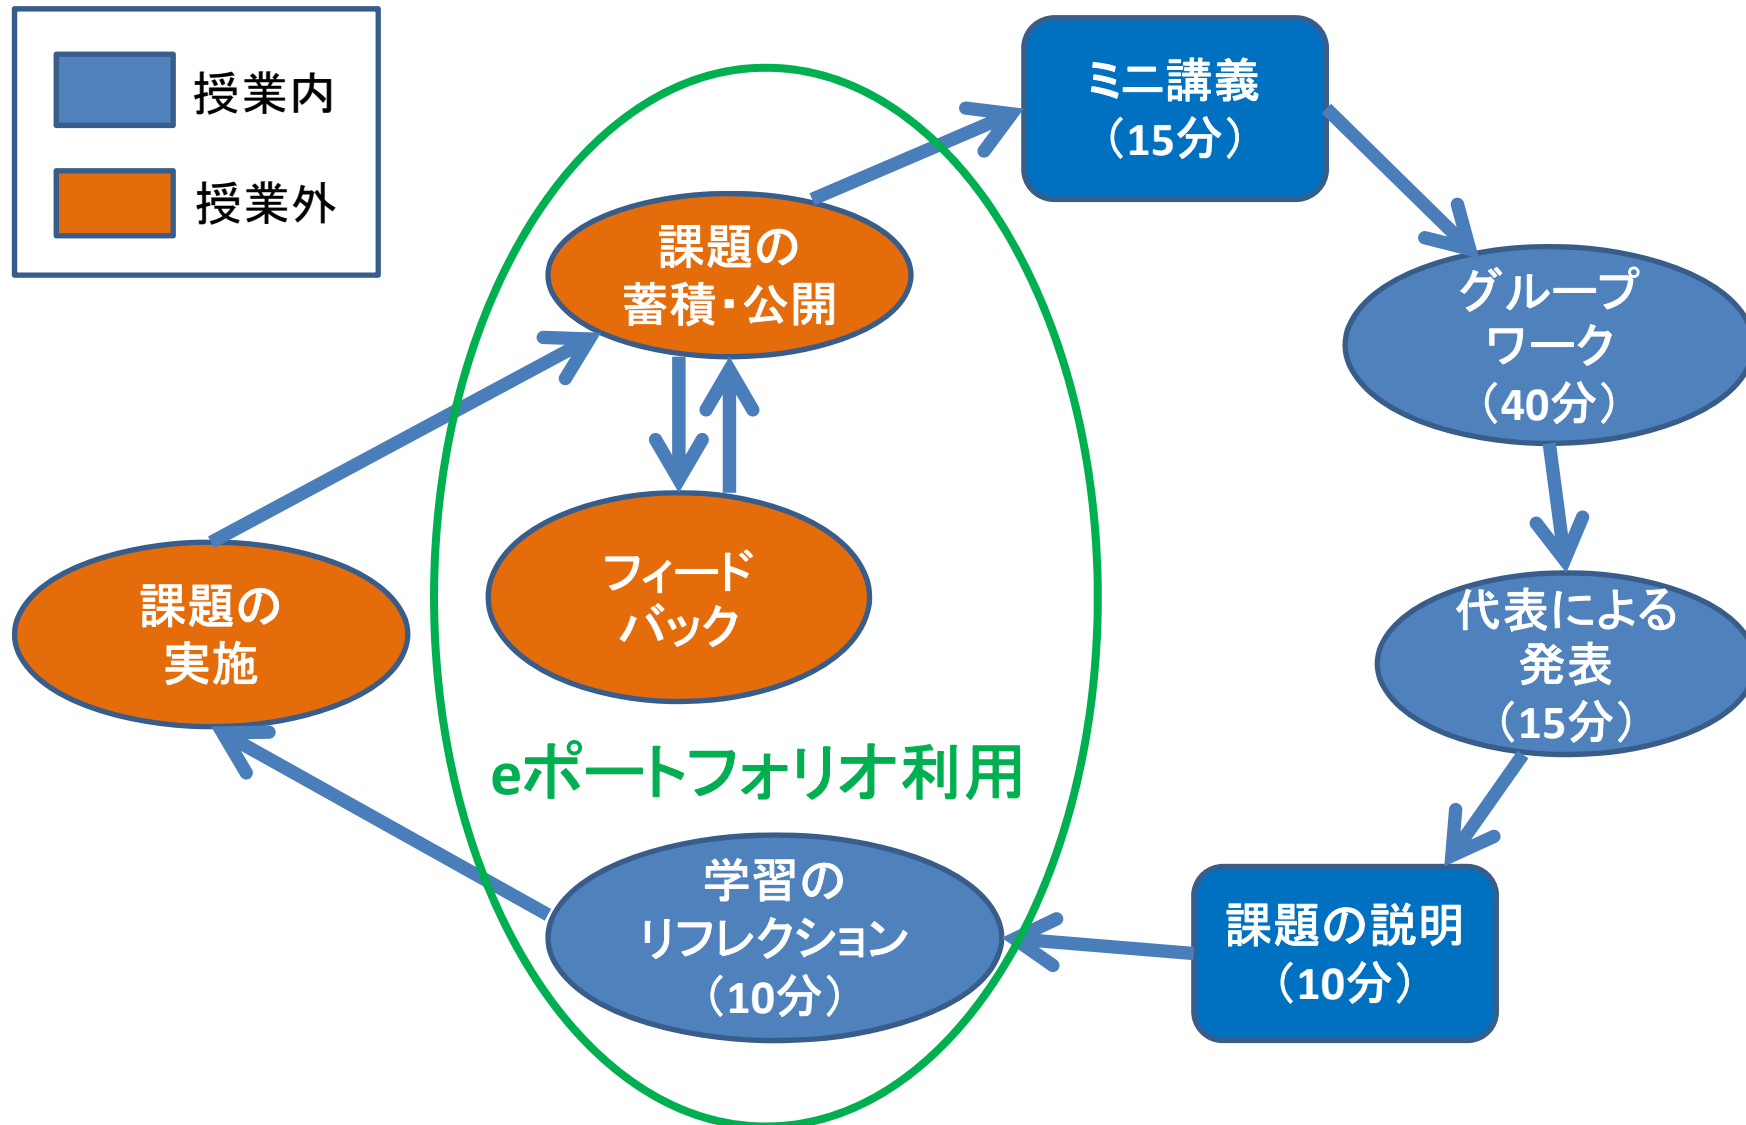 授業内
授業外
ミニ講義
（15分）
グループ
ワーク
（40分）
代表による
発表
（15分）
課題の説明
（10分）
学習の
リフレクション
（10分）
課題の
実施
課題の
蓄積・公開
フィード
バック
eポートフォリオ利用